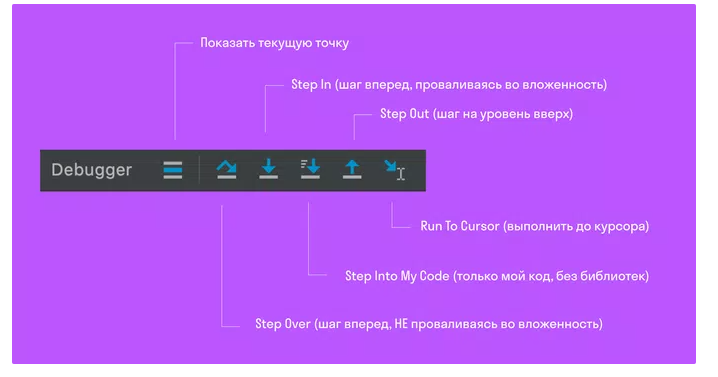 Показать текущую точку
Step In (шаг вперед, проваливаясь во вложенность)
Step Out (шаг на уровень вверх)
Debugger
Run To Cursor (выполнить до курсора)
Step Into My Code (только мой код, без библиотек)
Step Over (шаг вперед, НЕ проваливаясь во вложенность)